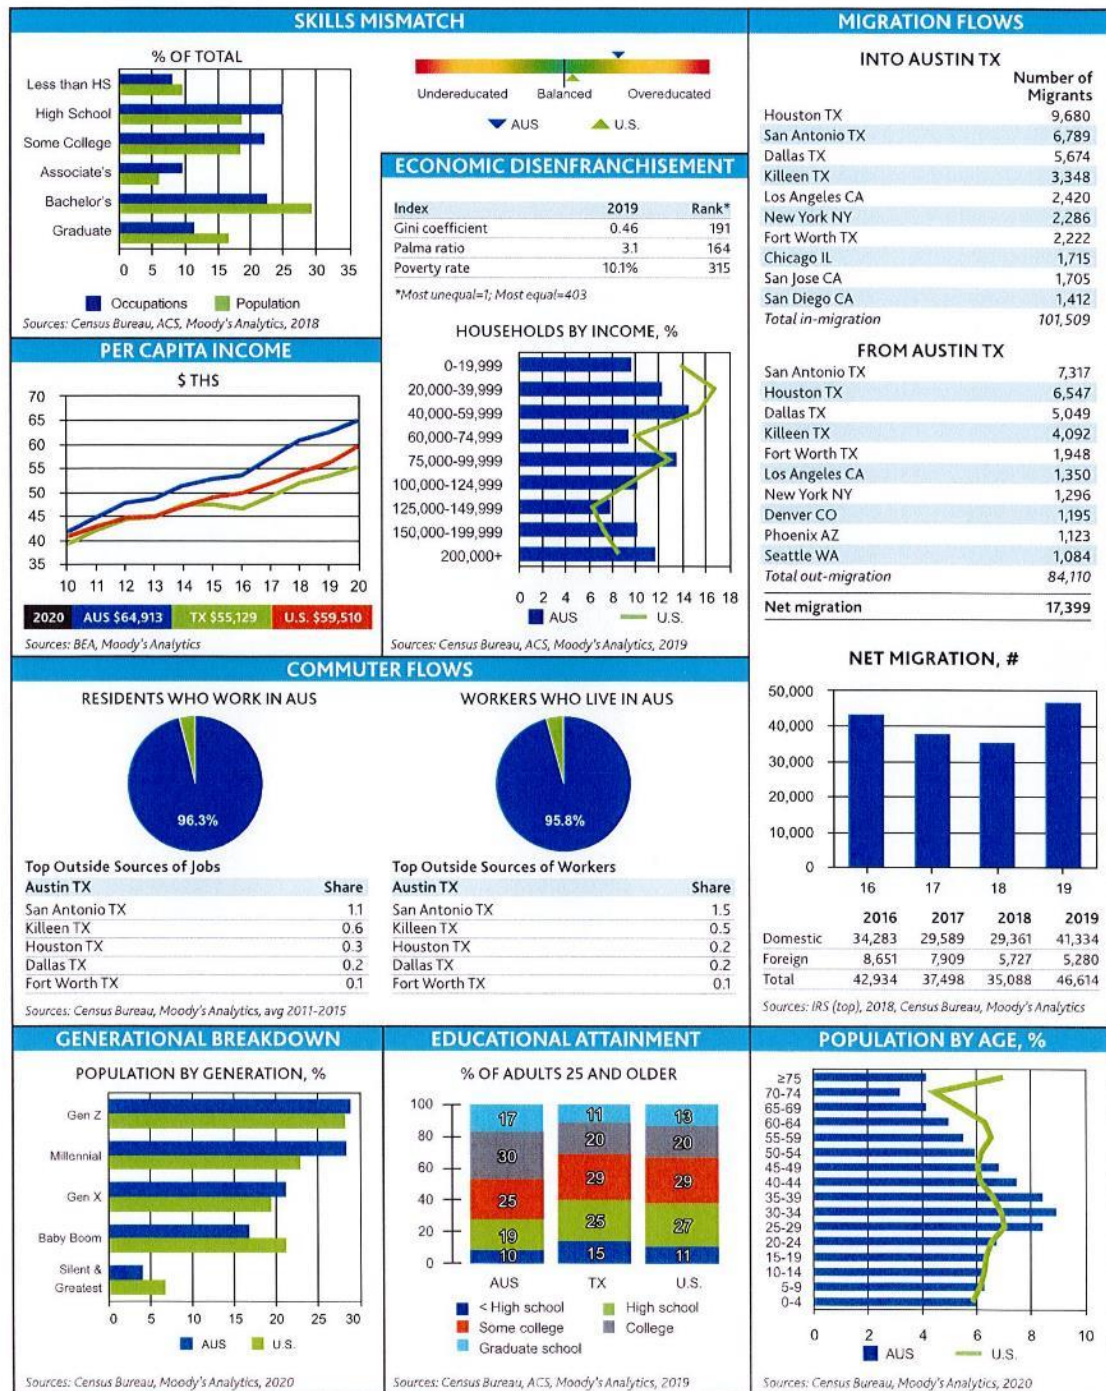 SKILLS MISMATCH
% OF TOTAL
Less than HS
High School
Some College
Associate's
Bachelor's
Graduate
0 5 10 15 20 25 30 35
Occupations Population
Sources: Census Bureau, ACS, Moody's Analytics, 2018
Undereducated Balanced Overeducated
AUS U.S.
ECONOMIC DISENFRANCHISEMENT
Index 2019 Rank*
Gini coefficient 0.46 191
Palma ratio 3.1 164
Poverty rate 10.1% 315
*Most unequal=1; Most equal=403
HOUSEHOLDS BY INCOME, %
0-19,999
20,000-39,999
40,000-59,999
60,000-74,999
75,000-99,999
100,000-124,999
125,000-149,999
150,000-199,999
200,000+
0 2 4 6 8 10 12 14 16 18
AUS U.S.
Sources: Census Bureau, ACS, Moody's Analytics, 2019
PER CAPITA INCOME
$ THS
70
65
60
55
50
45
40
35
10 11 12 13 14 15 16 17 18 19 20
2020 AUS $64,913 TX $55,129 U.S. $59,510
Sources: BEA, Moody's Analytics
MIGRATION FLOWS
INTO AUSTIN TX
Number of
Migrants
Houston TX 9,680
San Antonio TX 6,789
Dallas TX 5,674
Killeen TX 3,348
Los Angeles CA 2,420
New York NY 2,286
Fort Worth TX 2,222
Chicago IL 1,715
San Jose CA 1,705
San Diego CA 1,412
Total in-migration 101,509
FROM AUSTIN TX
San Antonio TX 7,317
Houston TX 6,547
Dallas TX 5,049
Killeen TX 4,092
Fort Worth TX 1,948
Los Angeles CA 1,350
New York NY 1,296
Denver CO 1,195
Phoenix AZ 1,123
Seattle WA 1,084
Total out-migration 84,110
Net migration 17,399
NET MIGRATION, #
50,000
40,000
30,000
20,000
10,000
0
16 17 18 19
2016 2017 2018 2019
Domestic 34,283 29,589 29,361 41,334
Foreign 8,651 7,909 5,727 5,280
Total 42,934 37,498 35,088 46,614
Sources: IRS (top), 2018, Census Bureau, Moody's Analytics
COMMUTER FLOWS
RESIDENTS WHO WORK IN AUS
96.3%
Top Outside Sources of Jobs
Austin TX Share
San Antonio TX 1.1
Killeen TX 0.6
Houston TX 0.3
Dallas TX 0.2
Fort Worth TX 0.1
Sources: Census Bureau, Moody's Analytics, avg 2011-2015
WORKERS WHO LIVE IN AUS
95.8%
Top Outside Sources of Workers
Austin TX Share
San Antonio TX 1.5
Killeen TX 0.5
Houston TX 0.2
Dallas TX 0.2
Fort Worth TX 0.1
GENERATIONAL BREAKDOWN
POPULATION BY GENERATION, %
Gen Z
Millennial
Gen X
Baby Boom
Silent &
Greatest
0 5 10 15 20 25 30
AUS U.S.
Sources: Census Bureau, Moody's Analytics, 2020
EDUCATIONAL ATTAINMENT
% OF ADULTS 25 AND OLDER
100
80
60
40
20
0
17 11 13
30 20 20
25 29 29
19 25 27
10 15 11
AUS TX U.S.
< High school High school
Some college College
Graduate school
Sources: Census Bureau, ACS, Moody's Analytics, 2019
POPULATION BY AGE, %
≥75
70-74
65-69
60-64
55-59
50-54
45-49
40-44
35-39
30-34
25-29
20-24
15-19
10-14
5-9
0-4
0 2 4 6 8 10
AUS U.S.
Sources: Census Bureau, Moody's Analytics, 2020